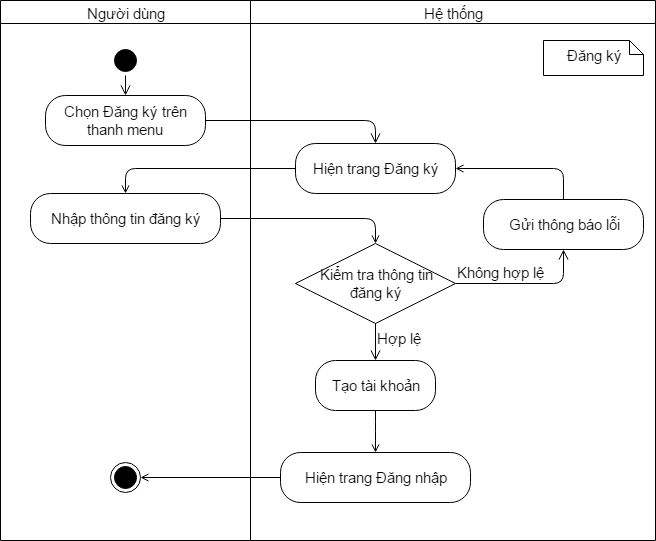 Người dùng
Hệ thống
Đăng ký
Chọn Đăng ký trên
thanh menu
Hiện trang Đăng ký
Nhập thông tin đăng ký
Gửi thông báo lỗi
Kiểm tra thông tin
đăng ký
Không hợp lệ
Hợp lệ
Tạo tài khoản
Hiện trang Đăng nhập